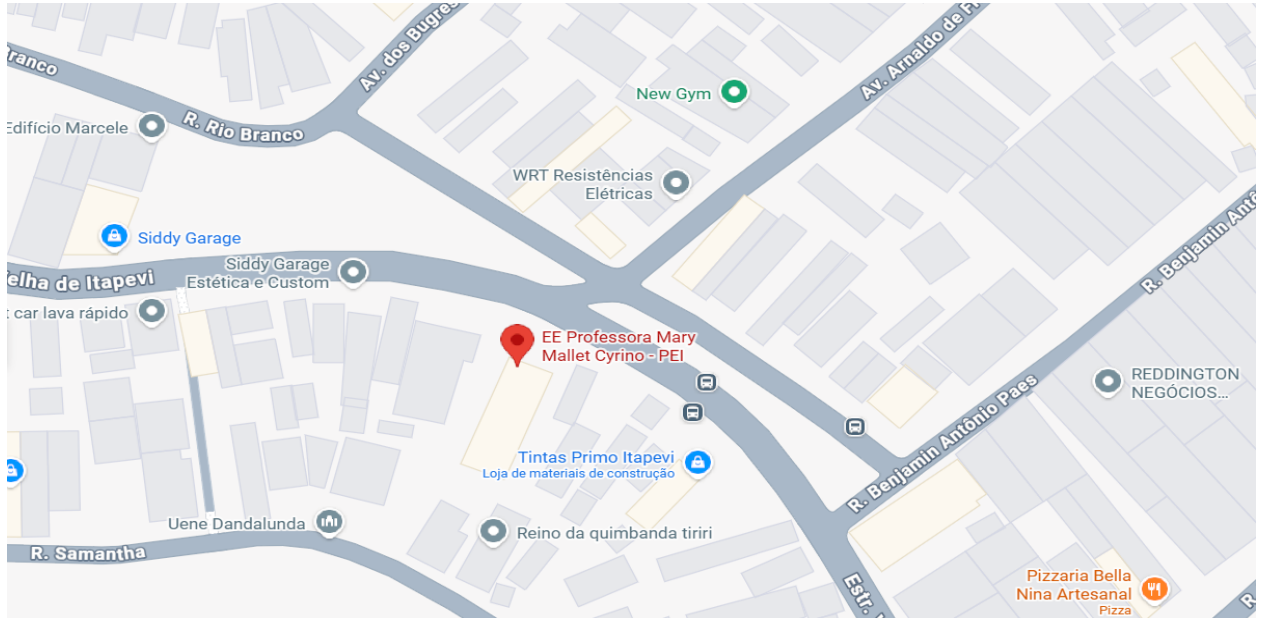 Branco
Av. dos Bugres
Av. Arnaldo de
New Gym
Edifício Marcele
R. Rio Branco
WRT Resistências
Elétricas
R. Benjamin Antô
Siddy Garage
elha de Itapevi
Siddy Garage
Estética e Custom
car lava rápido
EE Professora Mary
Mallet Cyrino - PEI
REDDINGTON
NEGÓCIOS...
R. Benjamin Antônio Paes
Tintas Primo Itapevi
Loja de materiais de construção
Uene Dandalunda
Reino da quimbanda tiriri
R. Samantha
Estr.
Pizzaria Bella
Nina Artesanal
Pizza
R.